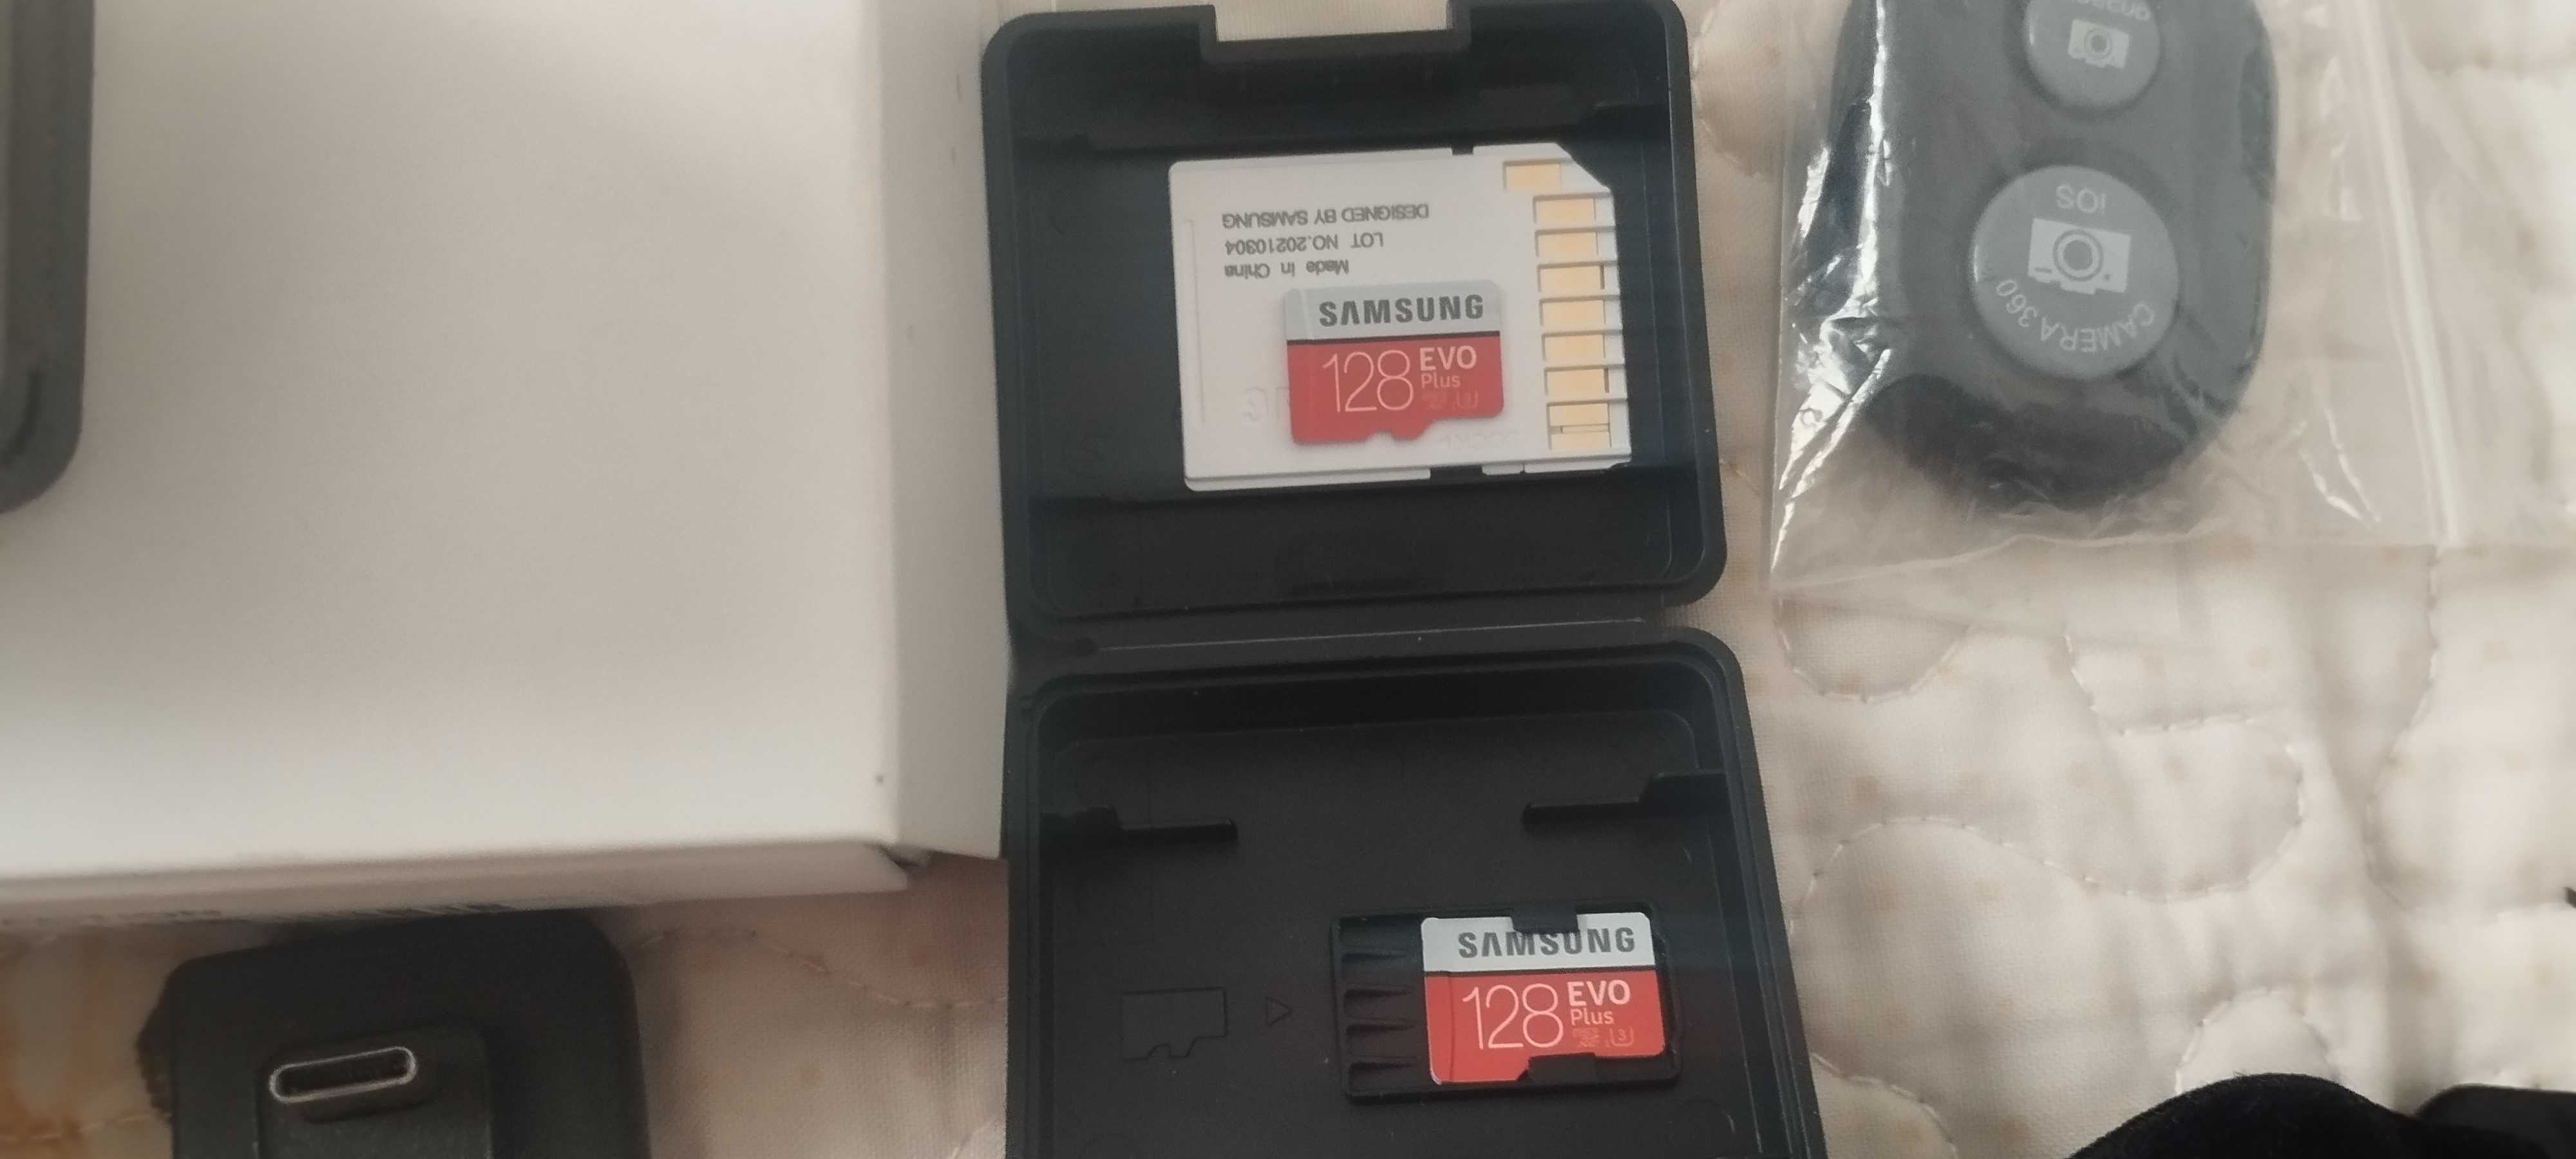 DESIGNED BY SAMSUNG
LOT NO.20210304
Made in China
SAMSUNG
128 EVO
Plus
iOS
CAMERA 360
SAMSUNG
128 EVO
Plus
3